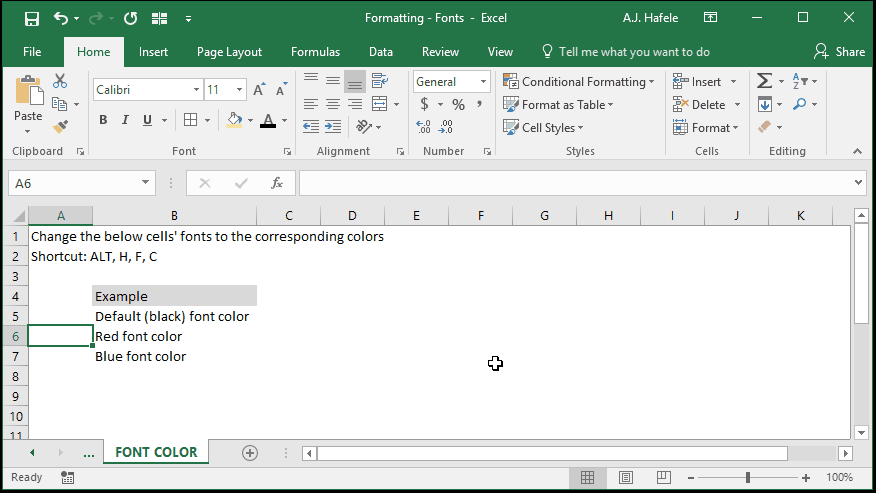 Formatting - Fonts - Excel
A.J. Hafele
File Home Insert Page Layout Formulas Data Review View Tell me what you want to do Share
Paste
Calibri 11
B I U A
General
$ % ,
Conditional Formatting
Format as Table
Cell Styles
Insert
Delete
Format
Clipboard Font Alignment Number Styles Cells Editing
A6 fx
A B C D E F G H I J K
1 Change the below cells' fonts to the corresponding colors
2 Shortcut: ALT, H, F, C
3
4 Example
5 Default (black) font color
6 Red font color
7 Blue font color
8
9
10
11
... FONT COLOR
Ready 100%